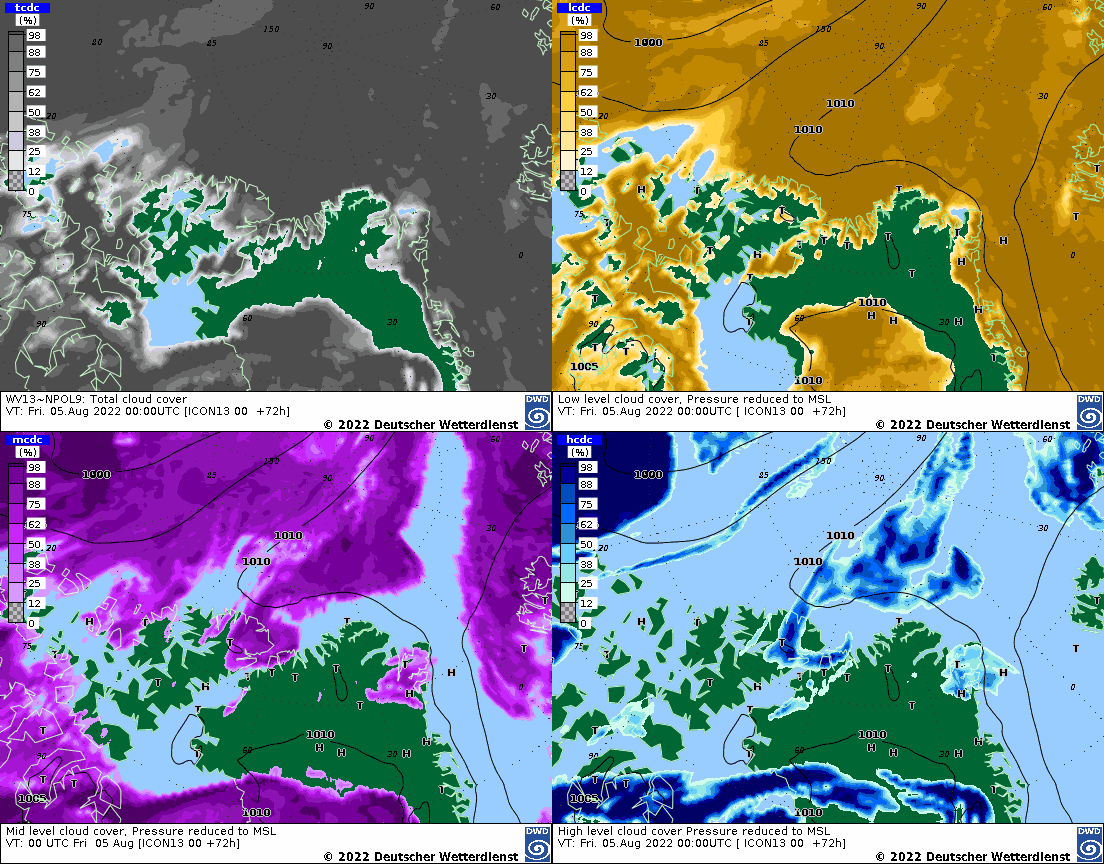 tcdc
(%)
98
88
75
62
50
38
25
12
0
80
85
150
90
90
60
20
30
75
0
90
60
30
WV13~NPOL9: Total cloud cover
VT: Fri. 05.Aug 2022 00:00UTC [ICON13 00 +72h]
© 2022 Deutscher Wetterdienst
DWD
lcdc
(%)
98
88
75
62
50
38
25
12
0
1000
85
150
90
90
60
1010
1010
20
30
75
0
H
T
T
T
T
T
T
T
T
H
H
T
T
H
T
T
1010
H
H
H
H
T
T
T
T
90
60
30
1005
1010
Low level cloud cover, Pressure reduced to MSL
VT: Fri. 05.Aug 2022 00:00UTC [ ICON13 00 +72h]
© 2022 Deutscher Wetterdienst
DWD
mcdc
(%)
98
88
75
62
50
38
25
12
0
1000
85
150
90
90
60
1010
1010
20
30
75
0
H
T
T
T
T
T
T
T
T
H
H
T
T
H
T
T
T
1010
H
H
H
H
T
T
T
T
90
60
30
1005
1010
Mid level cloud cover, Pressure reduced to MSL
VT: 00 UTC Fri 05 Aug [ICON13 00 +72h]
© 2022 Deutscher Wetterdienst
DWD
hcdc
(%)
98
88
75
62
50
38
25
12
0
1000
85
150
90
90
60
1010
1010
20
30
75
0
H
T
T
T
T
T
T
T
T
H
H
T
T
H
T
T
1010
H
H
H
H
T
T
T
T
90
60
30
1005
1010
High level cloud cover Pressure reduced to MSL
VT: Fri. 05.Aug 2022 00:00UTC [ ICON13 00 +72h]
© 2022 Deutscher Wetterdienst
DWD